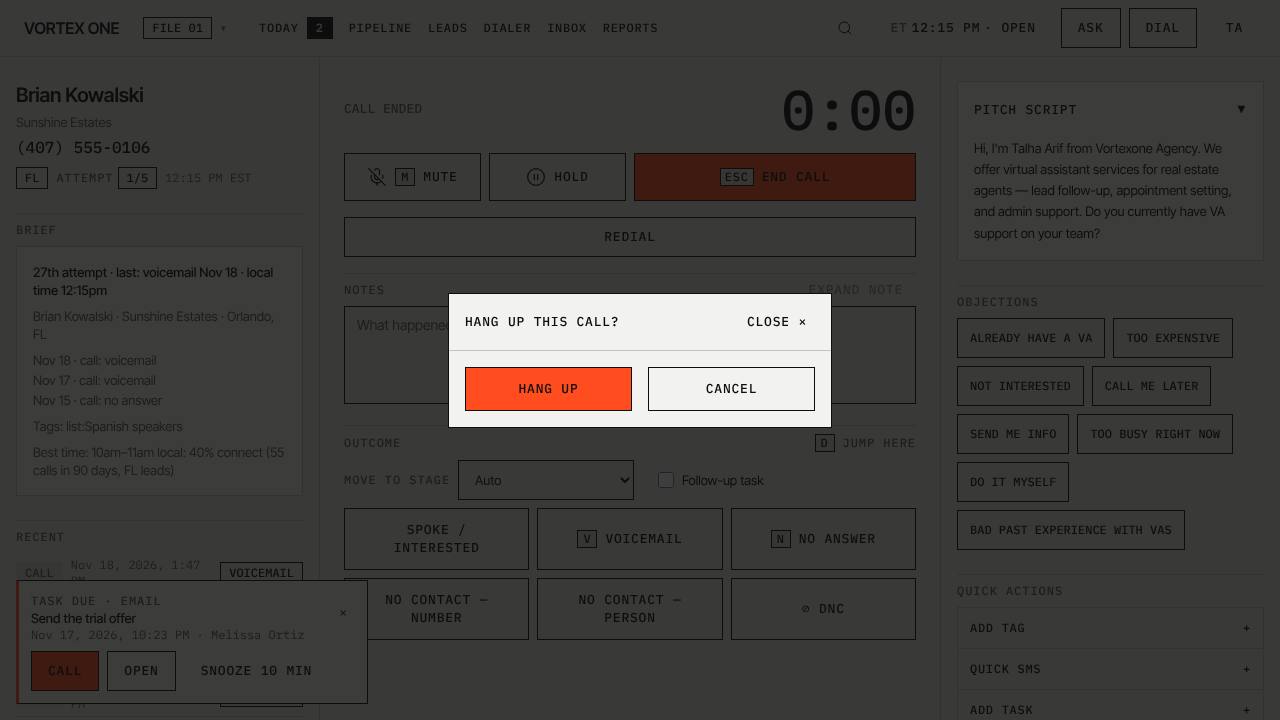 VORTEX ONE
FILE 01 ▾
TODAY 2
PIPELINE
LEADS
DIALER
INBOX
REPORTS
ET 12:15 PM · OPEN
ASK
DIAL
TA
Brian Kowalski
Sunshine Estates
(407) 555-0106
FL ATTEMPT 1/5 12:15 PM EST
BRIEF
27th attempt · last: voicemail Nov 18 · local
time 12:15pm
Brian Kowalski · Sunshine Estates · Orlando,
FL
Nov 18 · call: voicemail
Nov 17 · call: voicemail
Nov 15 · call: no answer
Tags: list:Spanish speakers
Best time: 10am–11am local: 40% connect (55
calls in 90 days, FL leads)
RECENT
CALL Nov 18, 2026, 1:47 VOICEMAIL
TASK DUE · EMAIL ×
Send the trial offer
Nov 17, 2026, 10:23 PM · Melissa Ortiz
CALL OPEN SNOOZE 10 MIN
CALL ENDED
0:00
M MUTE
HOLD
ESC END CALL
REDIAL
NOTES
EXPAND NOTE
What happened
HANG UP THIS CALL? CLOSE ×
HANG UP CANCEL
OUTCOME
D JUMP HERE
MOVE TO STAGE Auto Follow-up task
SPOKE /
INTERESTED
V VOICEMAIL
N NO ANSWER
NO CONTACT —
NUMBER
NO CONTACT —
PERSON
⊘ DNC
PITCH SCRIPT ▼
Hi, I'm Talha Arif from Vortexone Agency. We
offer virtual assistant services for real estate
agents — lead follow-up, appointment setting,
and admin support. Do you currently have VA
support on your team?
OBJECTIONS
ALREADY HAVE A VA
TOO EXPENSIVE
NOT INTERESTED
CALL ME LATER
SEND ME INFO
TOO BUSY RIGHT NOW
DO IT MYSELF
BAD PAST EXPERIENCE WITH VAS
QUICK ACTIONS
ADD TAG +
QUICK SMS +
ADD TASK +